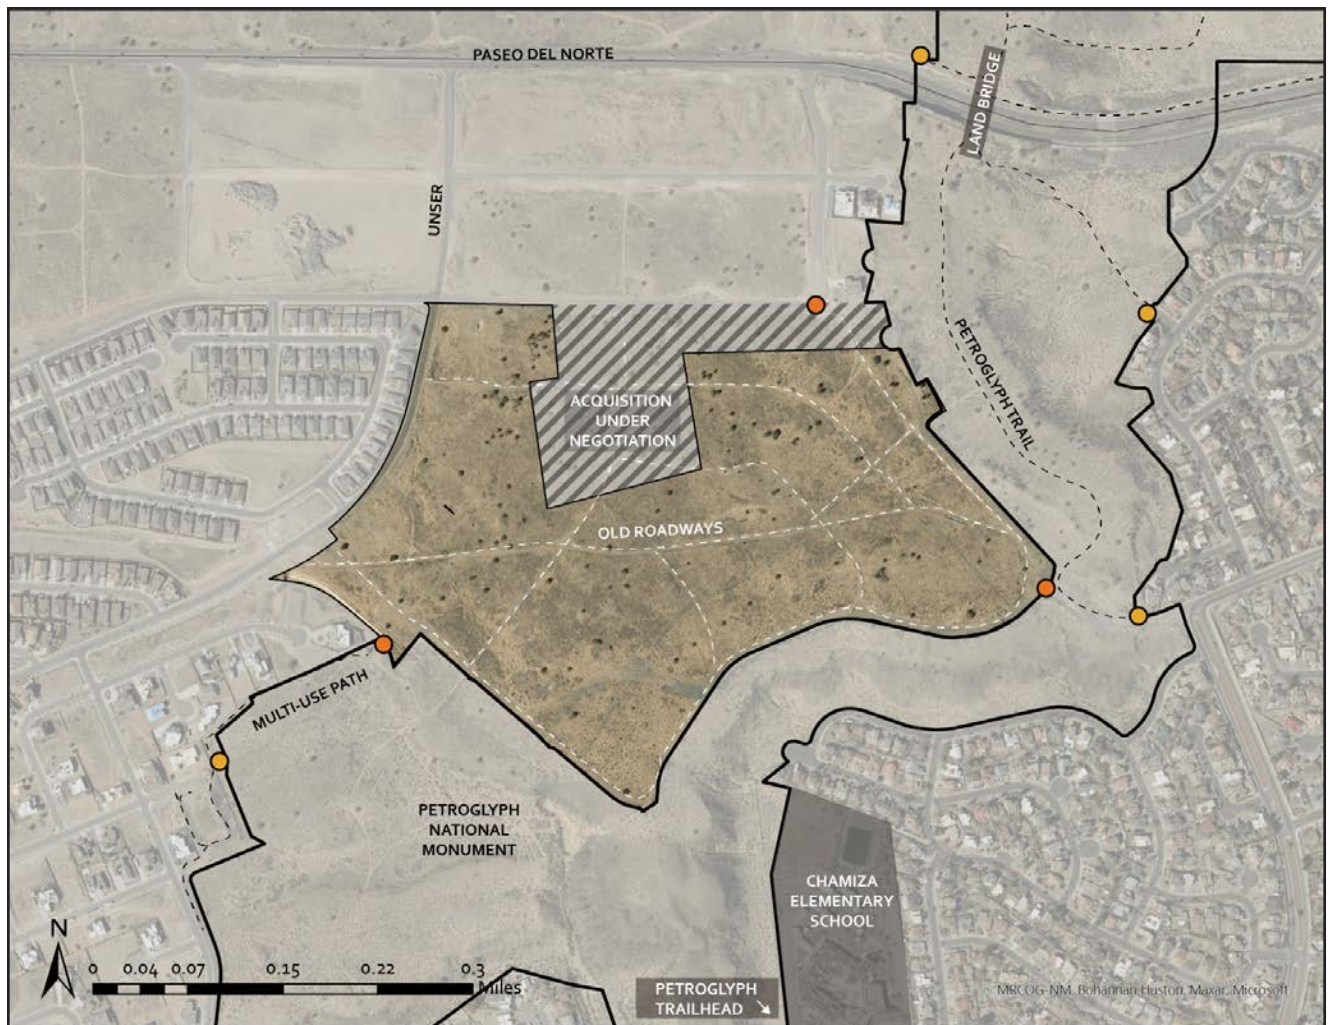 PASEO DEL NORTE
LAND BRIDGE
UNSER
PETROGLYPH TRAIL
ACQUISITION
UNDER
NEGOTIATION
OLD ROADWAYS
MULTI-USE PATH
PETROGLYPH
NATIONAL
MONUMENT
CHAMIZA
ELEMENTARY
SCHOOL
N
0 0.04 0.07 0.15 0.22 0.3
Miles
PETROGLYPH
TRAILHEAD
MRCOG-NM, Bohannan Huston, Maxar, Microsoft